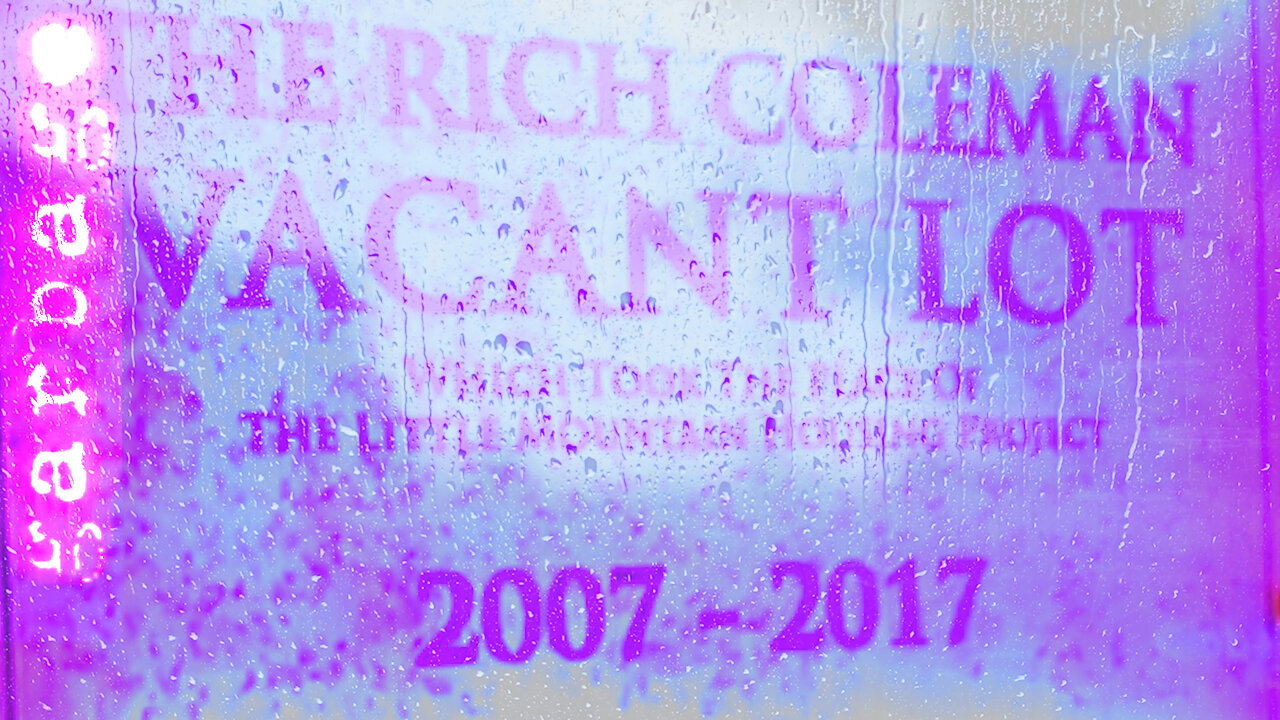 THE RICH COLEMAN
VACANT LOT
WHICH TOOK THE PLACE OF
THE LITTLE MOUNTAIN HOUSING PROJECT
2007 - 2017